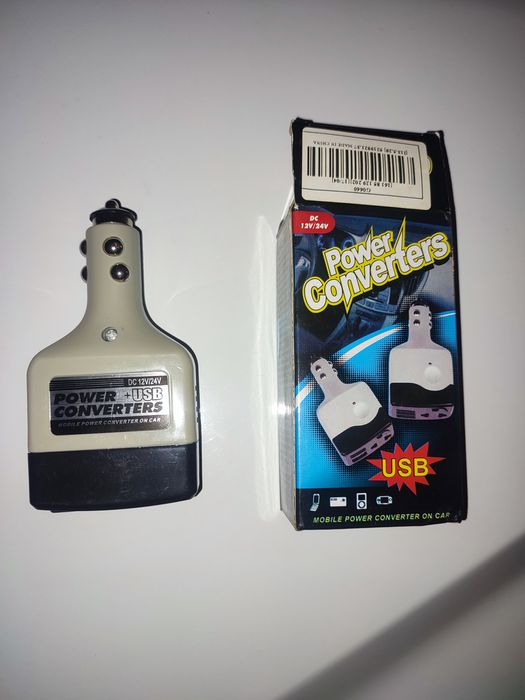 DC 12V/24V
POWER +USB
CONVERTERS
MOBILE POWER CONVERTER ON CAR
G0660
DC
12V/24V
Power
Converters
USB
MOBILE POWER CONVERTER ON CAR